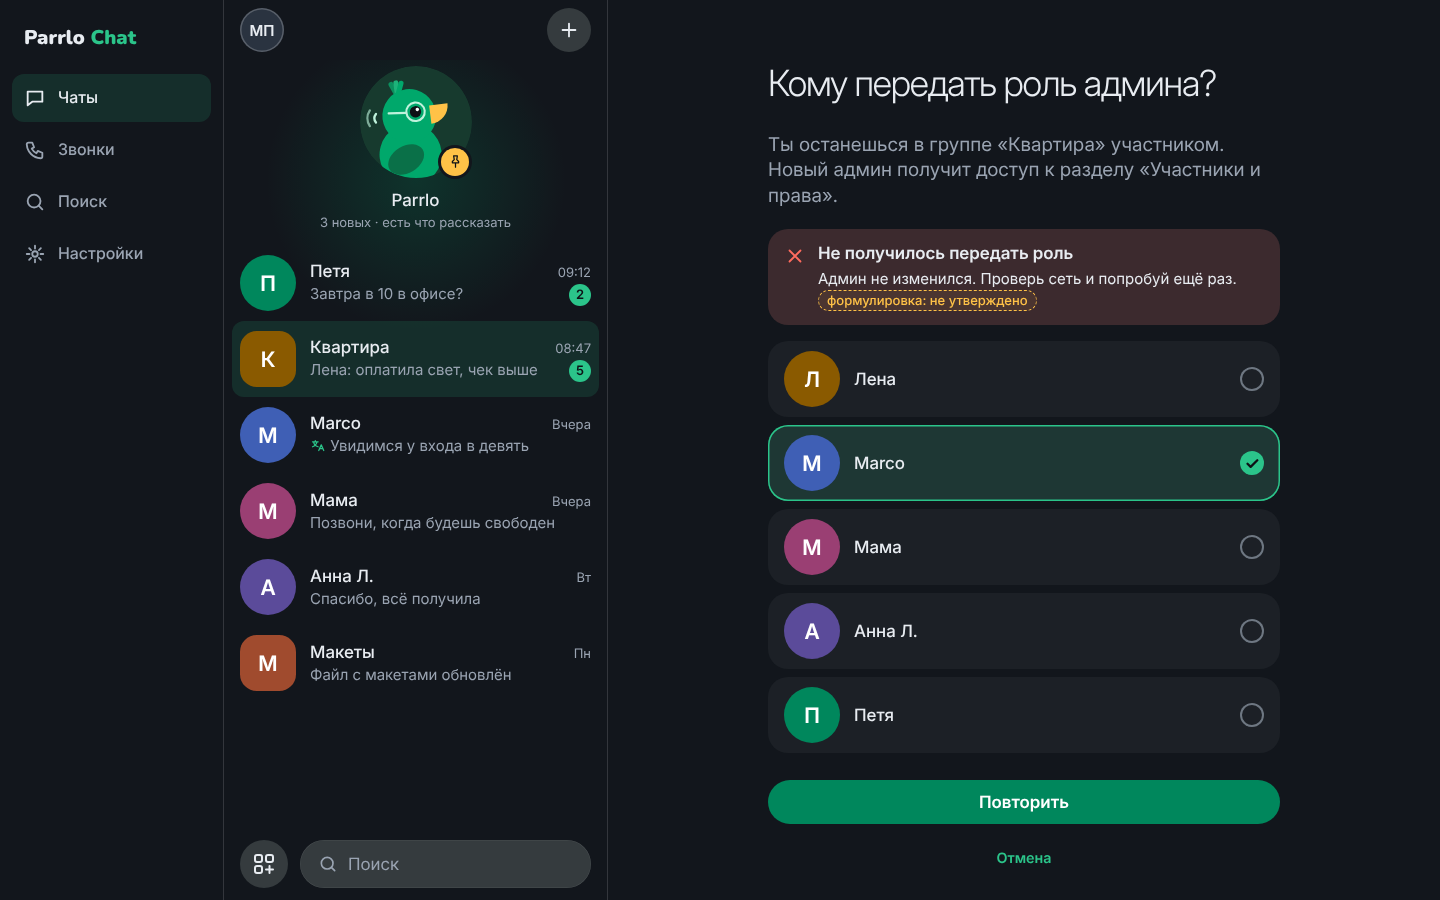 Parrlo Chat
Чаты
Звонки
Поиск
Настройки
МП
Parrlo
3 новых · есть что рассказать
П
Петя
09:12
Завтра в 10 в офисе?
2
К
Квартира
08:47
Лена: оплатила свет, чек выше
5
M
Marco
Вчера
Увидимся у входа в девять
М
Мама
Вчера
Позвони, когда будешь свободен
А
Анна Л.
Вт
Спасибо, всё получила
М
Макеты
Пн
Файл с макетами обновлён
Поиск
Кому передать роль админа?
Ты останешься в группе «Квартира» участником.
Новый админ получит доступ к разделу «Участники и
права».
Не получилось передать роль
Админ не изменился. Проверь сеть и попробуй ещё раз.
формулировка: не утверждено
Л
Лена
M
Marco
М
Мама
А
Анна Л.
П
Петя
Повторить
Отмена